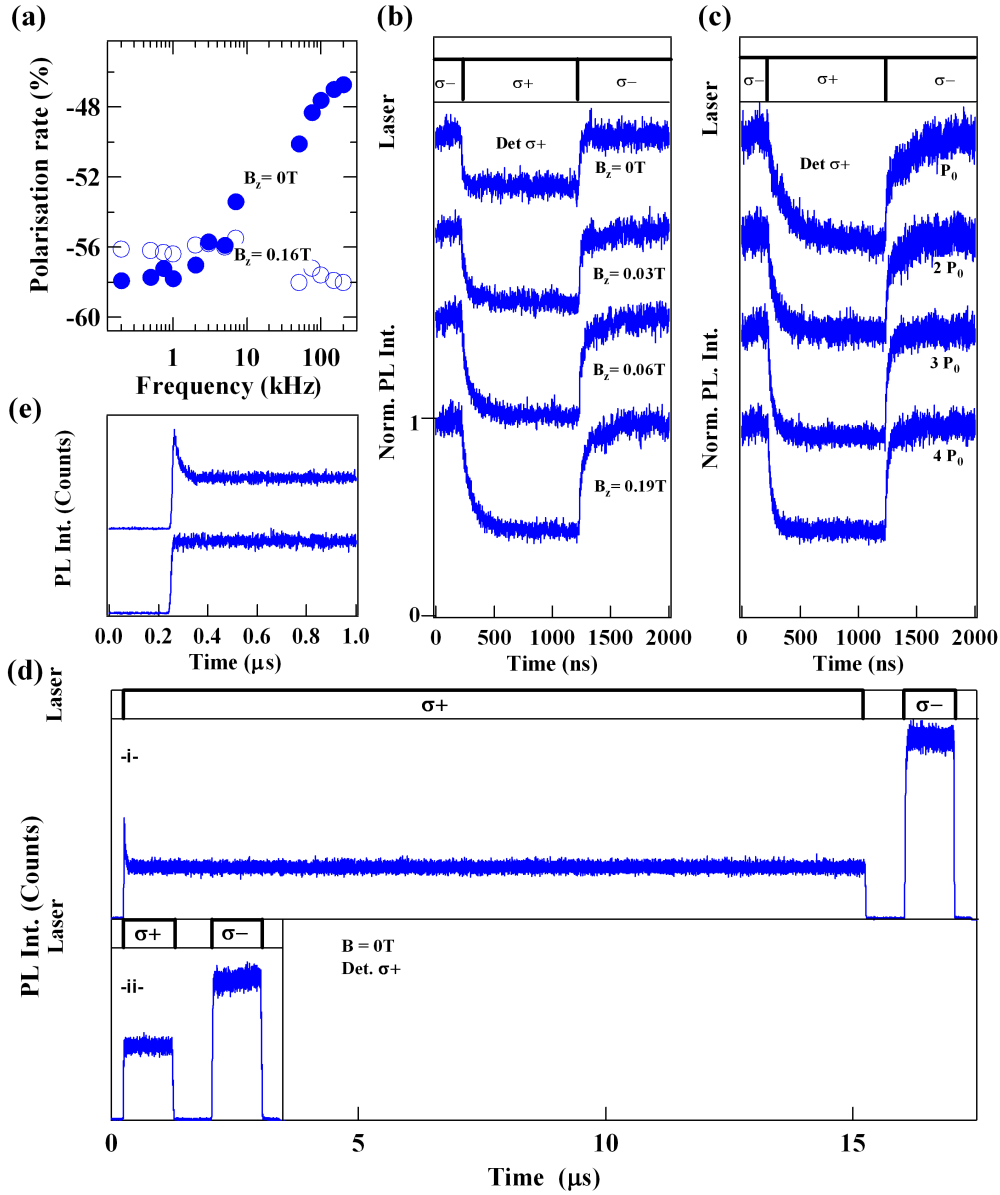 (a)
Polarisation rate (%)
-48
-52
-56
-60
B_z= 0T
B_z= 0.16T
1
10
100
Frequency (kHz)
(b)
Laser
σ−
σ+
σ−
Det σ+
B_z= 0T
B_z= 0.03T
B_z= 0.06T
B_z= 0.19T
Norm. PL Int.
1
0
0
500
1000
1500
2000
Time (ns)
(c)
Laser
σ−
σ+
σ−
Det σ+
P_0
2 P_0
3 P_0
4 P_0
Norm. PL. Int.
0
500
1000
1500
2000
Time (ns)
(e)
PL Int. (Counts)
0.0
0.2
0.4
0.6
0.8
1.0
Time (μs)
(d)
Laser
σ+
σ−
-i-
PL Int. (Counts)
Laser
σ+
σ−
-ii-
B = 0T
Det. σ+
0
5
10
15
Time (μs)